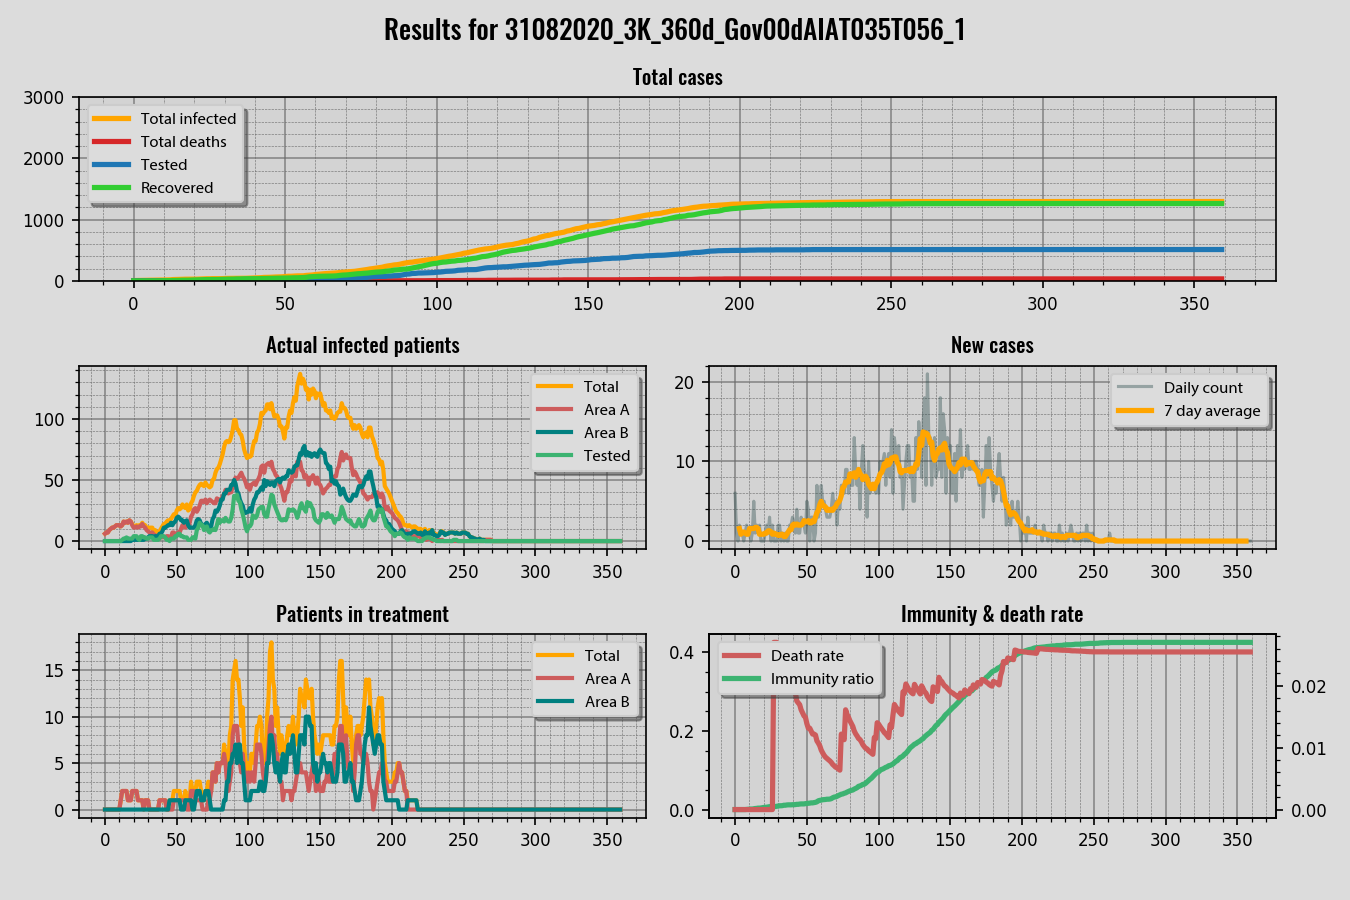 Results for 31082020_3K_360d_Gov00dAIAT035T056_1
Total cases
3000
2000
1000
0
Total infected
Total deaths
Tested
Recovered
0 50 100 150 200 250 300 350
Actual infected patients
100
50
0
Total
Area A
Area B
Tested
0 50 100 150 200 250 300 350
New cases
20
10
0
Daily count
7 day average
0 50 100 150 200 250 300 350
Patients in treatment
15
10
5
0
Total
Area A
Area B
0 50 100 150 200 250 300 350
Immunity & death rate
0.4
0.2
0.0
Death rate
Immunity ratio
0.02
0.01
0.00
0 50 100 150 200 250 300 350